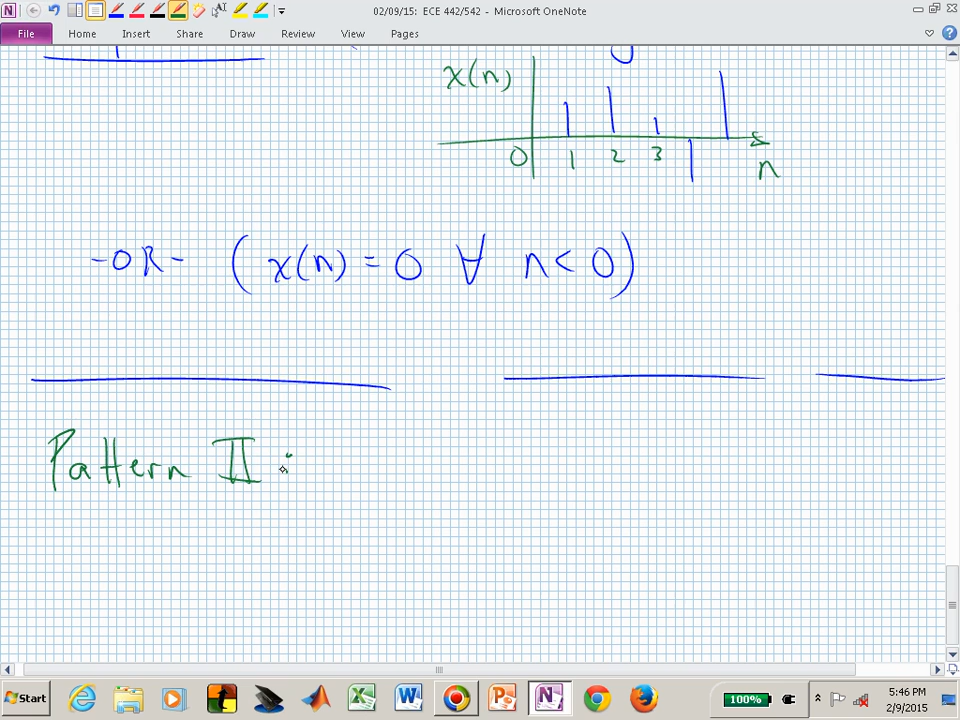 02/09/15: ECE 442/542 - Microsoft OneNote
File Home Insert Share Draw Review View Pages
x(n)
0 1 2 3
n
-OR- ( x(n) = 0 ∀ n < 0 )
Pattern II :
Start
100%
5:46 PM
2/9/2015